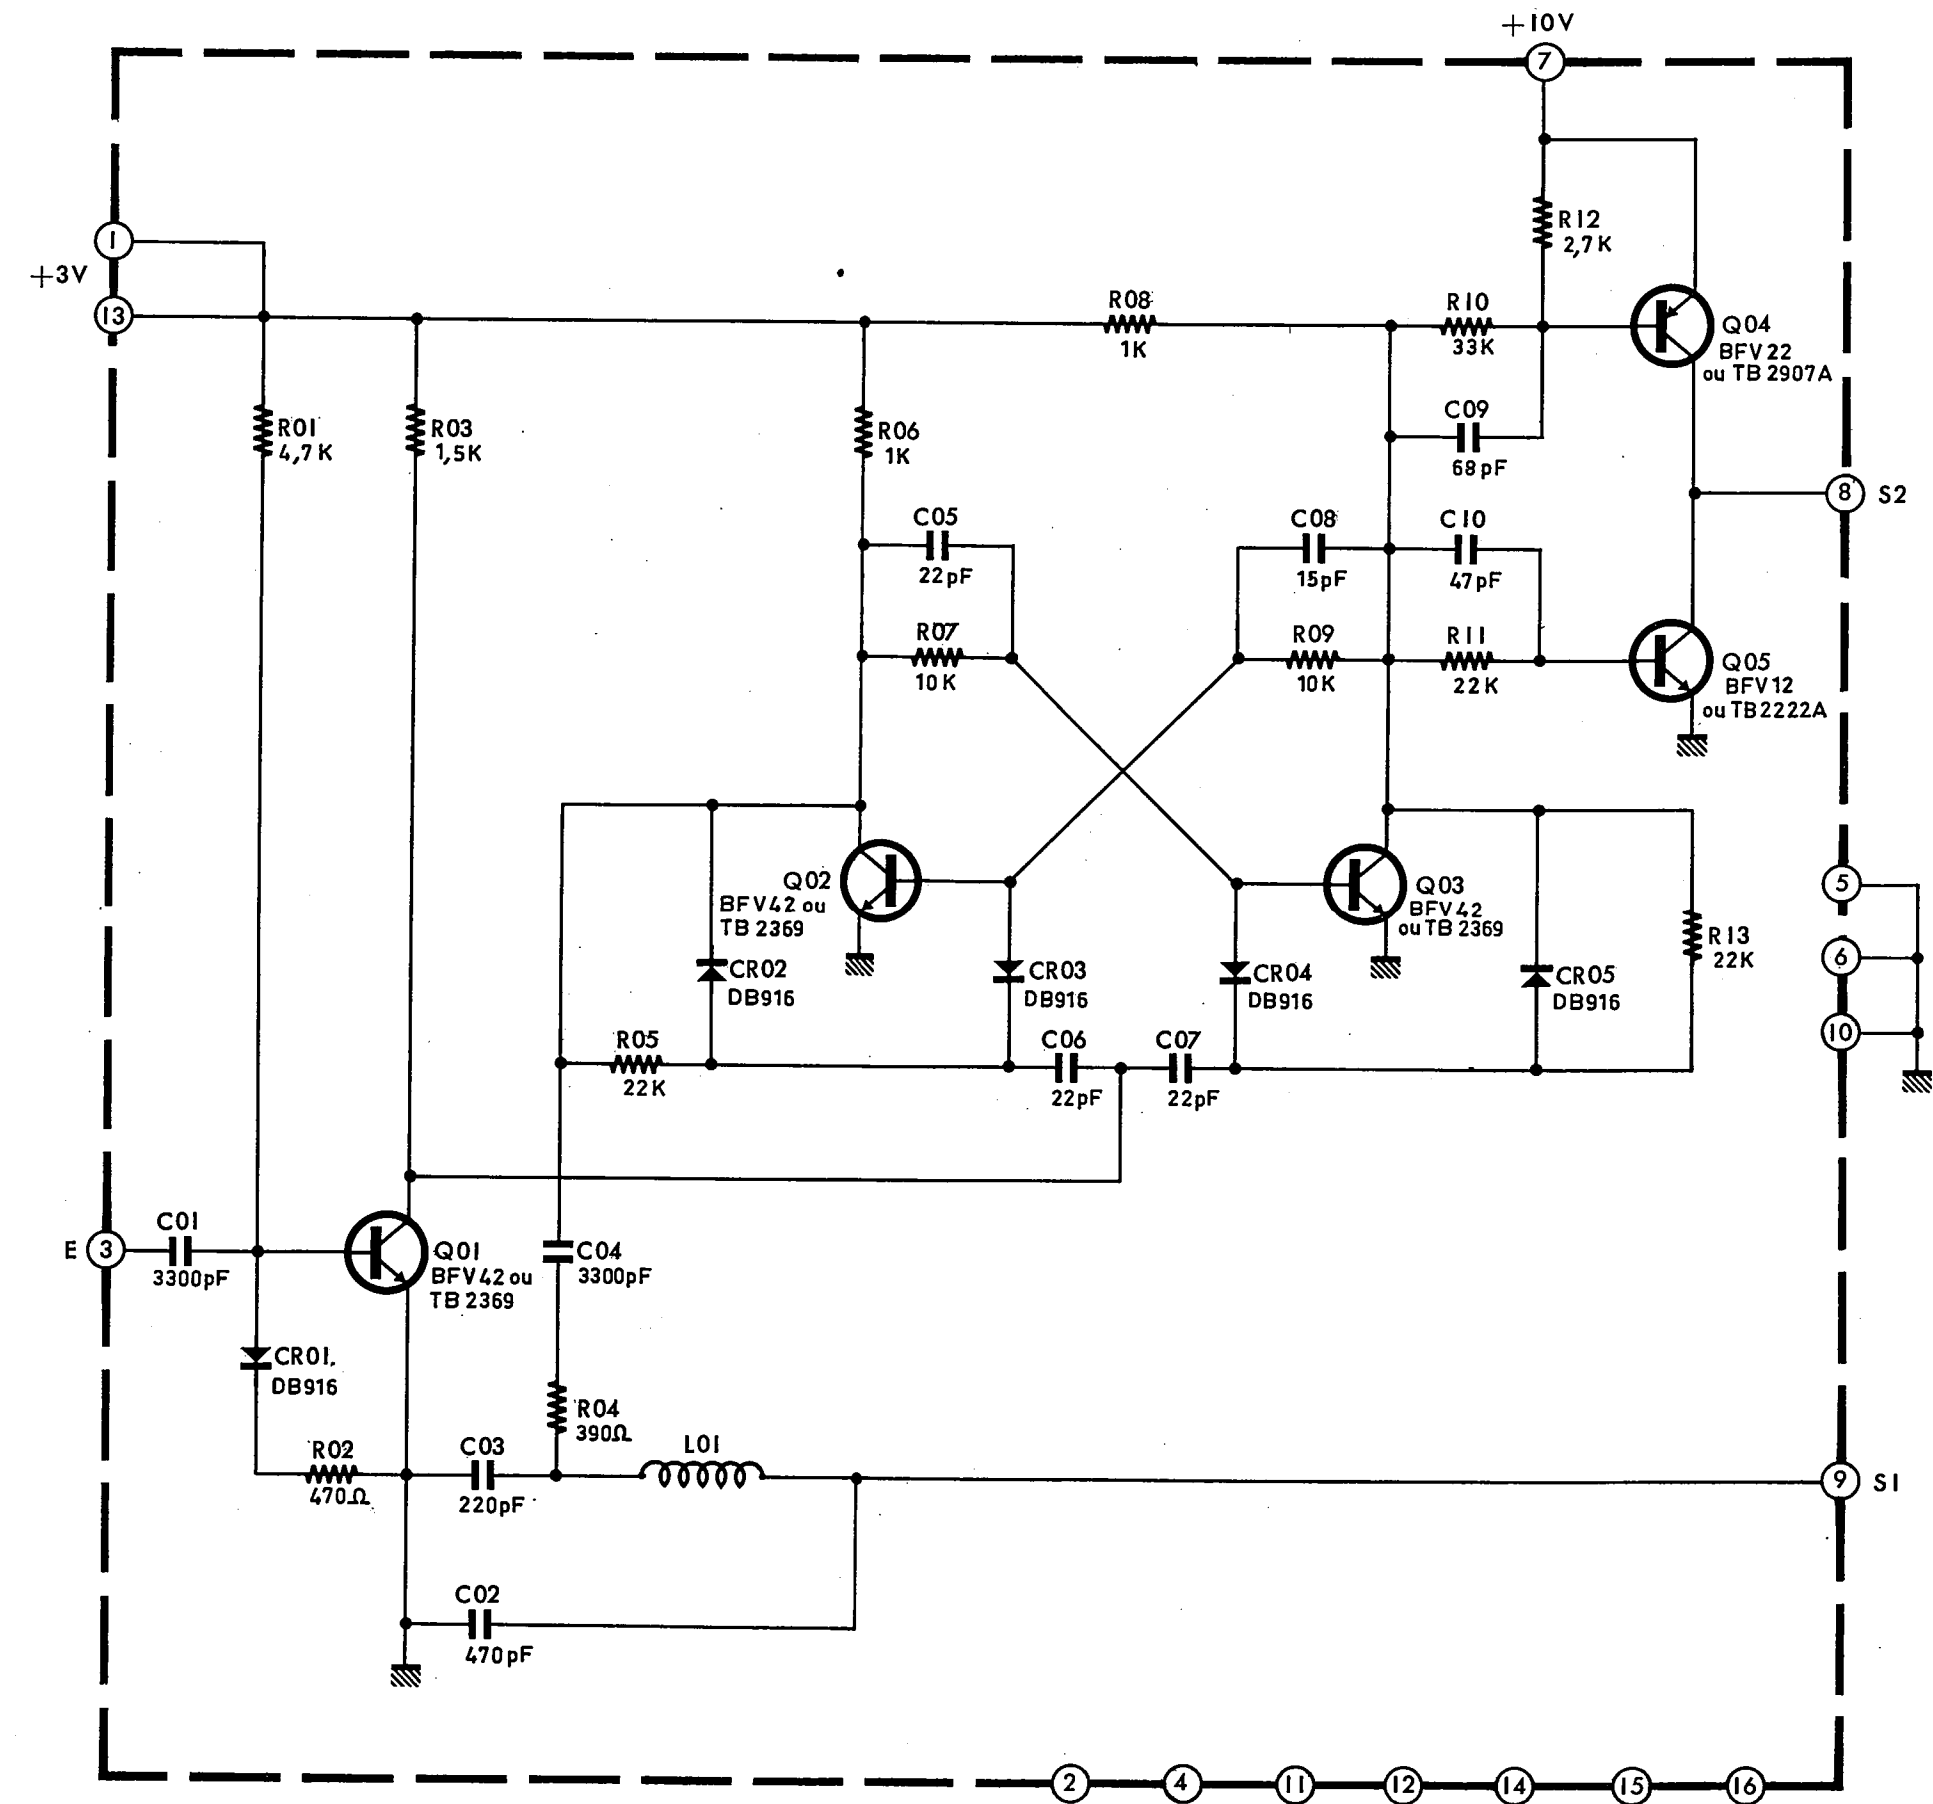 +10V
7
R12
2,7K
1
+3V
13
R08
1K
R10
33K
Q04
BFV22
ou TB 2907A
R01
4,7K
R03
1,5K
R06
1K
C09
68pF
8
S2
C05
22pF
C08
15pF
C10
47pF
R07
10K
R09
10K
R11
22K
Q05
BFV12
ou TB2222A
Q02
BFV42 ou
TB 2369
Q03
BFV42
ou TB 2369
5
6
10
R13
22K
CR02
DB916
CR03
DB916
CR04
DB916
CR05
DB916
R05
22K
C06
22pF
C07
22pF
E
3
C01
3300pF
Q01
BFV42 ou
TB 2369
C04
3300pF
CR01.
DB916
R04
390Ω
R02
470Ω
C03
220pF
L01
9
S1
C02
470pF
2
4
11
12
14
15
16